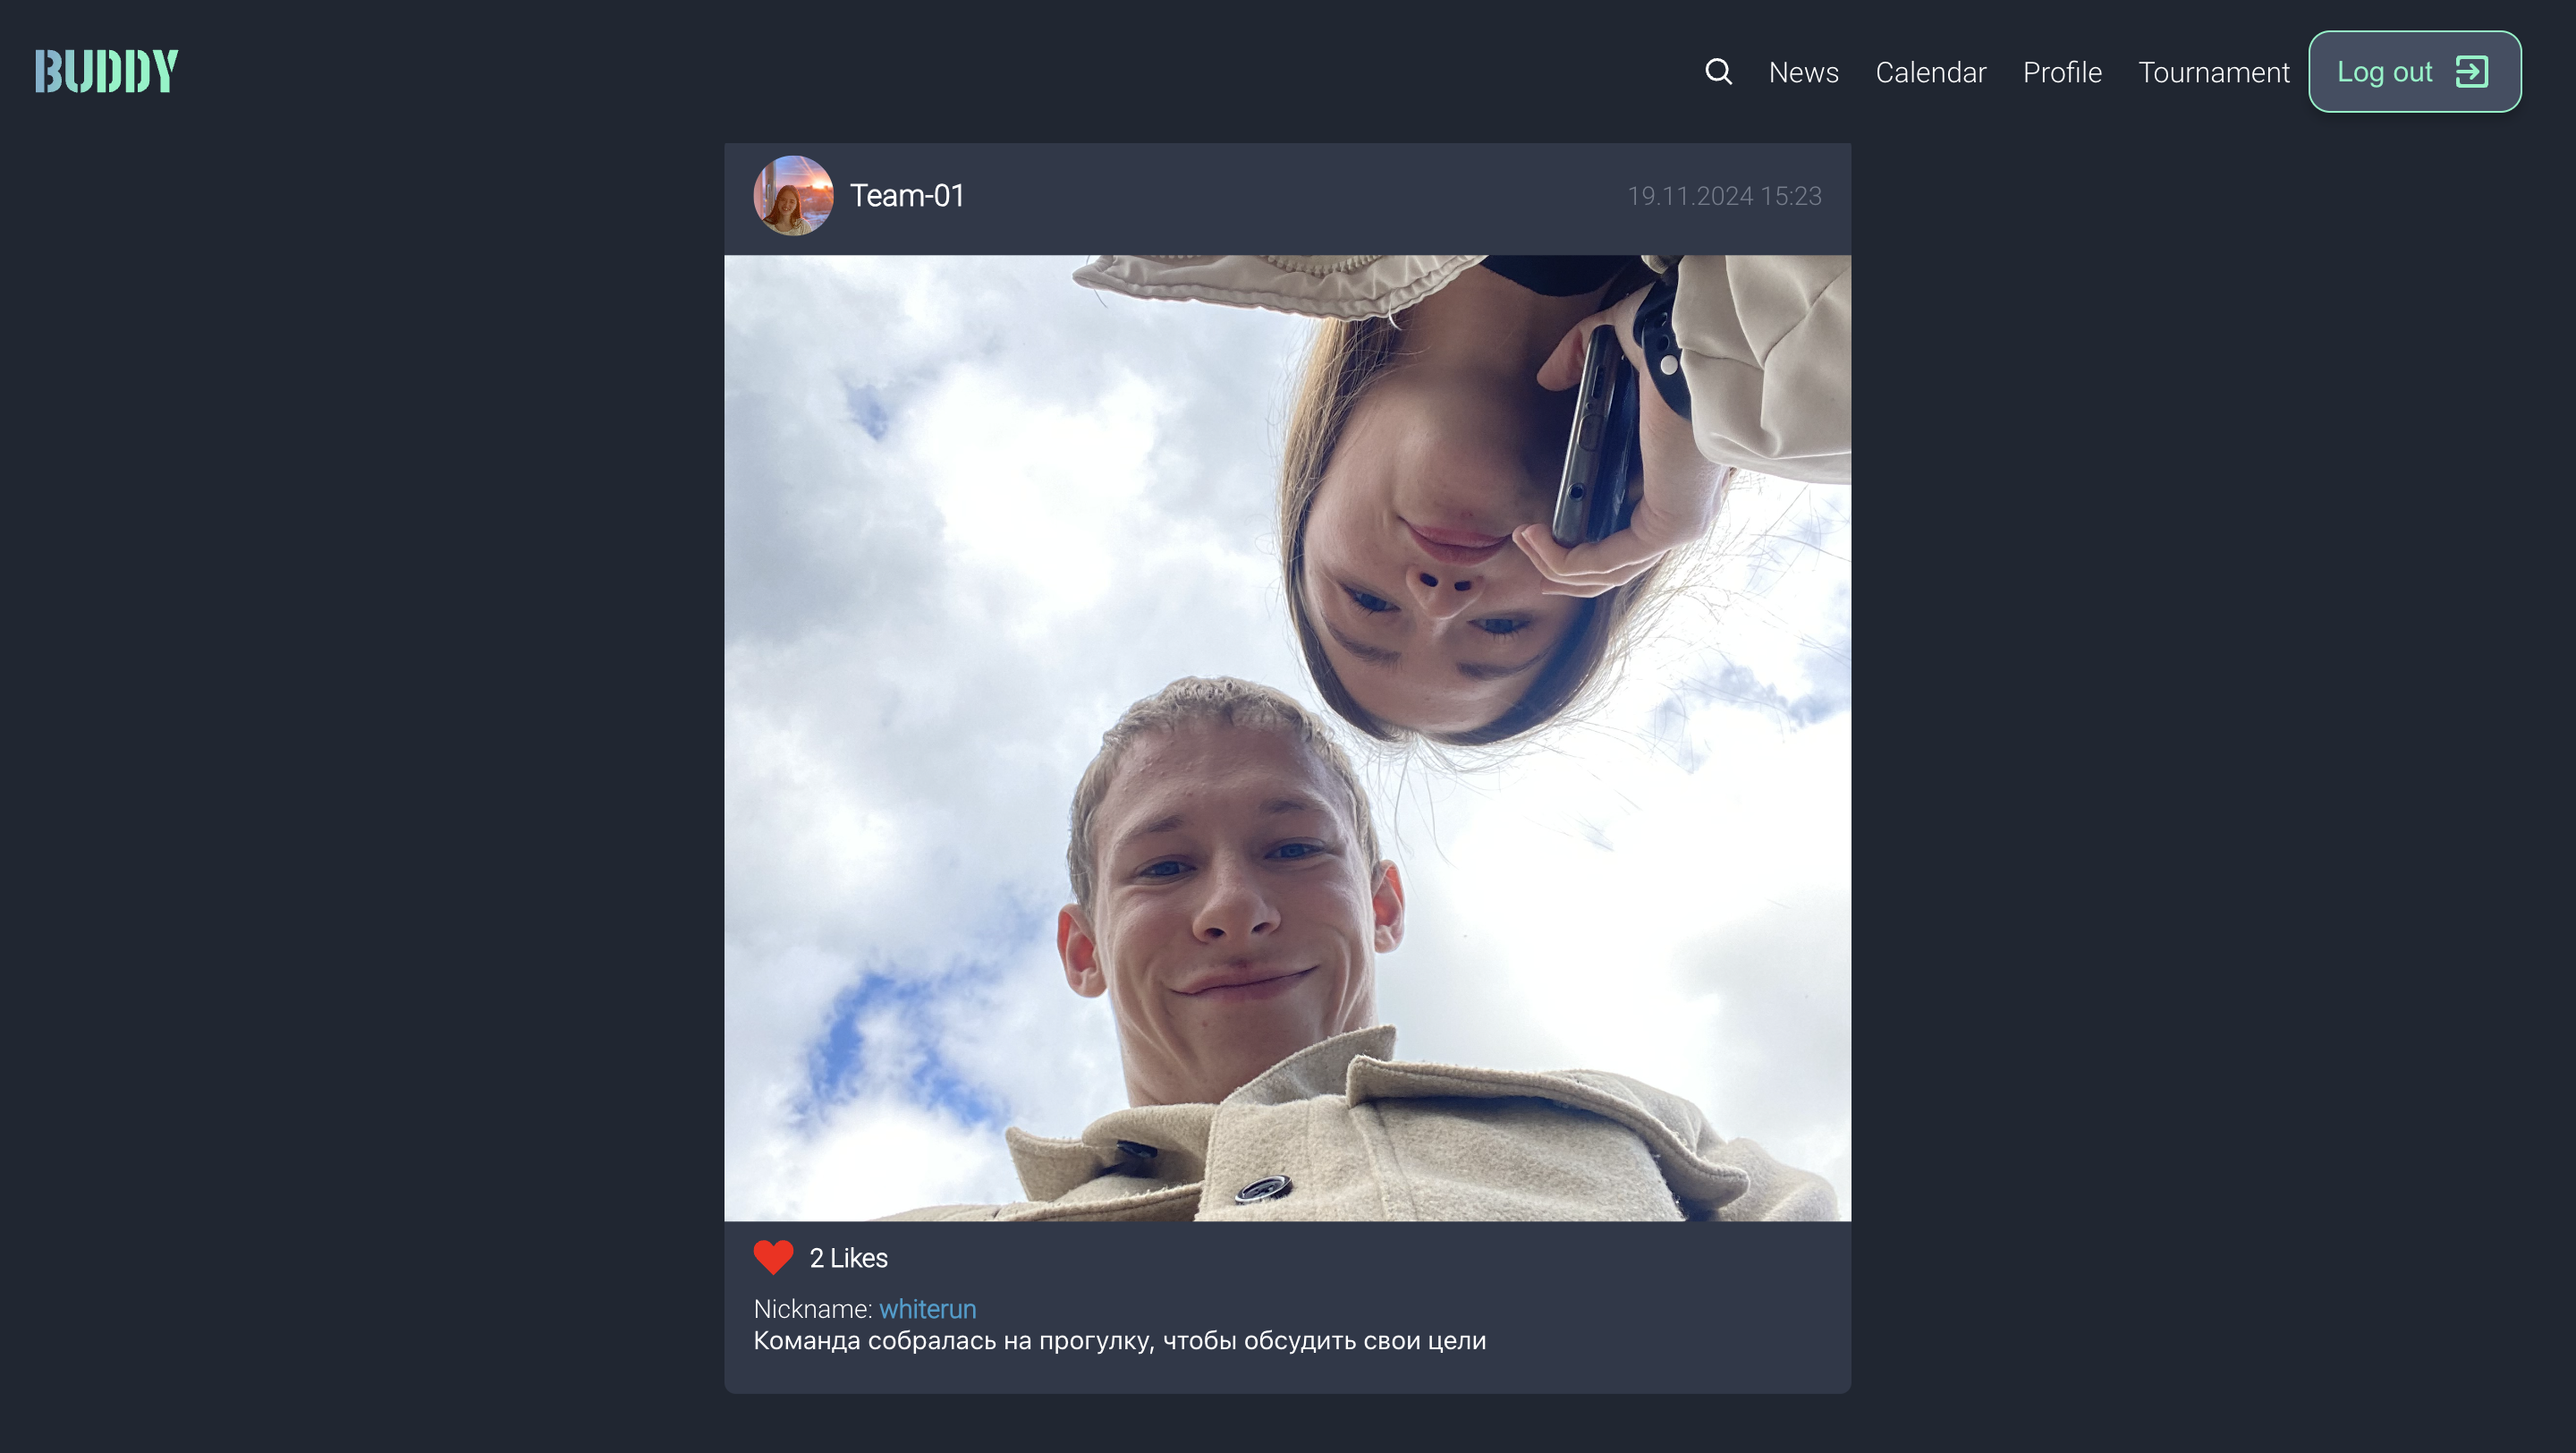 BUDDY
News Calendar Profile Tournament Log out
Team-01 19.11.2024 15:23
2 Likes
Nickname: whiterun
Команда собралась на прогулку, чтобы обсудить свои цели